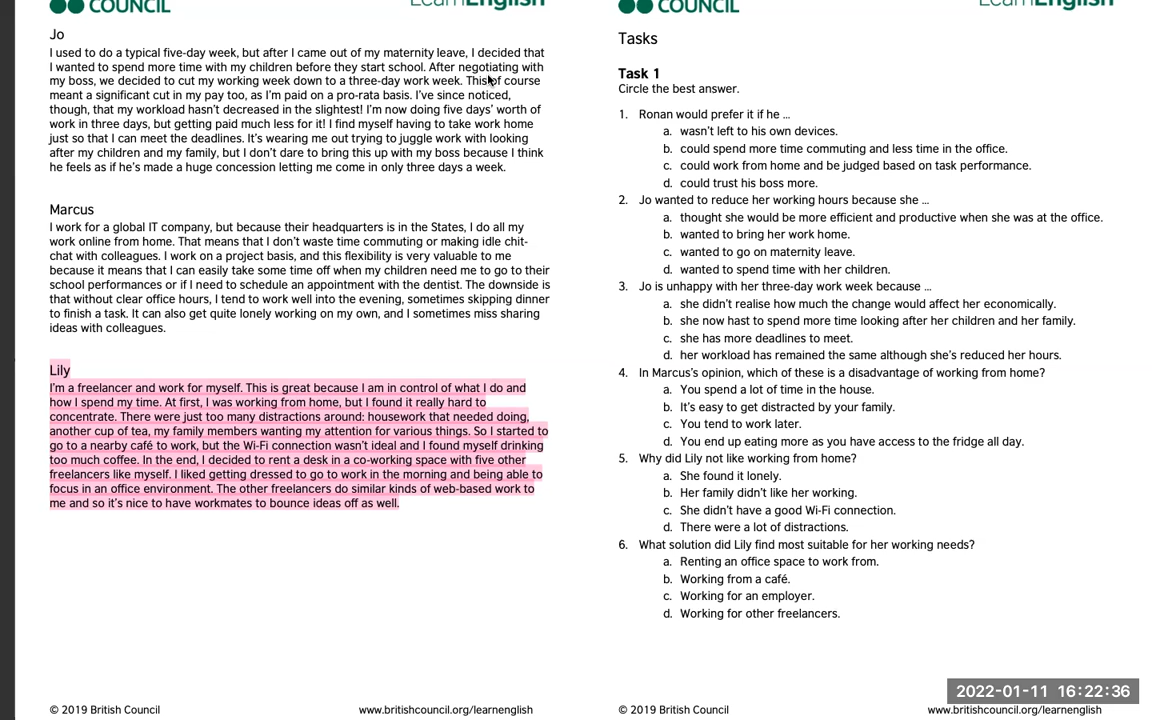 COUNCIL
LearnEnglish
Jo
I used to do a typical five-day week, but after I came out of my maternity leave, I decided that
I wanted to spend more time with my children before they start school. After negotiating with
my boss, we decided to cut my working week down to a three-day work week. This of course
meant a significant cut in my pay too, as I'm paid on a pro-rata basis. I've since noticed,
though, that my workload hasn't decreased in the slightest! I'm now doing five days' worth of
work in three days, but getting paid much less for it! I find myself having to take work home
just so that I can meet the deadlines. It's wearing me out trying to juggle work with looking
after my children and my family, but I don't dare to bring this up with my boss because I think
he feels as if he's made a huge concession letting me come in only three days a week.
Marcus
I work for a global IT company, but because their headquarters is in the States, I do all my
work online from home. That means that I don't waste time commuting or making idle chit-
chat with colleagues. I work on a project basis, and this flexibility is very valuable to me
because it means that I can easily take some time off when my children need me to go to their
school performances or if I need to schedule an appointment with the dentist. The downside is
that without clear office hours, I tend to work well into the evening, sometimes skipping dinner
to finish a task. It can also get quite lonely working on my own, and I sometimes miss sharing
ideas with colleagues.
Lily
I'm a freelancer and work for myself. This is great because I am in control of what I do and
how I spend my time. At first, I was working from home, but I found it really hard to
concentrate. There were just too many distractions around: housework that needed doing,
another cup of tea, my family members wanting my attention for various things. So I started to
go to a nearby café to work, but the Wi-Fi connection wasn't ideal and I found myself drinking
too much coffee. In the end, I decided to rent a desk in a co-working space with five other
freelancers like myself. I liked getting dressed to go to work in the morning and being able to
focus in an office environment. The other freelancers do similar kinds of web-based work to
me and so it's nice to have workmates to bounce ideas off as well.
© 2019 British Council
www.britishcouncil.org/learnenglish
COUNCIL
LearnEnglish
Tasks
Task 1
Circle the best answer.
1. Ronan would prefer it if he …
a. wasn't left to his own devices.
b. could spend more time commuting and less time in the office.
c. could work from home and be judged based on task performance.
d. could trust his boss more.
2. Jo wanted to reduce her working hours because she …
a. thought she would be more efficient and productive when she was at the office.
b. wanted to bring her work home.
c. wanted to go on maternity leave.
d. wanted to spend time with her children.
3. Jo is unhappy with her three-day work week because …
a. she didn't realise how much the change would affect her economically.
b. she now hast to spend more time looking after her children and her family.
c. she has more deadlines to meet.
d. her workload has remained the same although she's reduced her hours.
4. In Marcus's opinion, which of these is a disadvantage of working from home?
a. You spend a lot of time in the house.
b. It's easy to get distracted by your family.
c. You tend to work later.
d. You end up eating more as you have access to the fridge all day.
5. Why did Lily not like working from home?
a. She found it lonely.
b. Her family didn't like her working.
c. She didn't have a good Wi-Fi connection.
d. There were a lot of distractions.
6. What solution did Lily find most suitable for her working needs?
a. Renting an office space to work from.
b. Working from a café.
c. Working for an employer.
d. Working for other freelancers.
2022-01-11 16:22:36
© 2019 British Council
www.britishcouncil.org/learnenglish